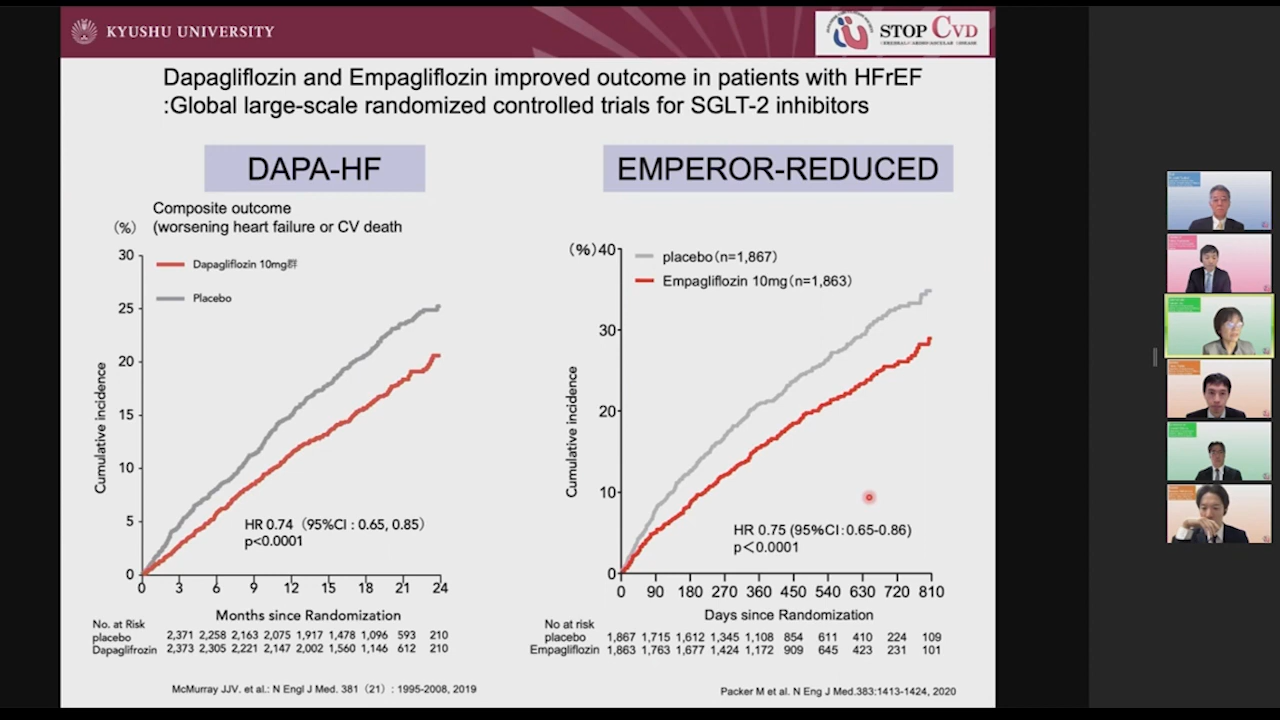 KYUSHU UNIVERSITY
STOP CVD
CEREBRAL•CARDIOVASCULAR DISEASE
Dapagliflozin and Empagliflozin improved outcome in patients with HFrEF
:Global large-scale randomized controlled trials for SGLT-2 inhibitors
DAPA-HF
Composite outcome
(%) (worsening heart failure or CV death
30
25
20
15
10
5
0
Cumulative incidence
Dapagliflozin 10mg群
Placebo
HR 0.74（95%CI : 0.65, 0.85）
p<0.0001
0 3 6 9 12 15 18 21 24
Months since Randomization
No. at Risk
placebo 2,371 2,258 2,163 2,075 1,917 1,478 1,096 593 210
Dapaglifrozin 2,373 2,305 2,221 2,147 2,002 1,560 1,146 612 210
McMurray JJV. et al.: N Engl J Med. 381（21）: 1995-2008, 2019
EMPEROR-REDUCED
(%) 40
30
20
10
0
Cumulative incidence
placebo（n=1,867）
Empagliflozin 10mg（n=1,863）
HR 0.75 (95%CI：0.65-0.86)
p＜0.0001
0 90 180 270 360 450 540 630 720 810
Days since Randomization
No at risk
placebo 1,867 1,715 1,612 1,345 1,108 854 611 410 224 109
Empagliflozin 1,863 1,763 1,677 1,424 1,172 909 645 423 231 101
Packer M et al. N Eng J Med.383:1413-1424, 2020